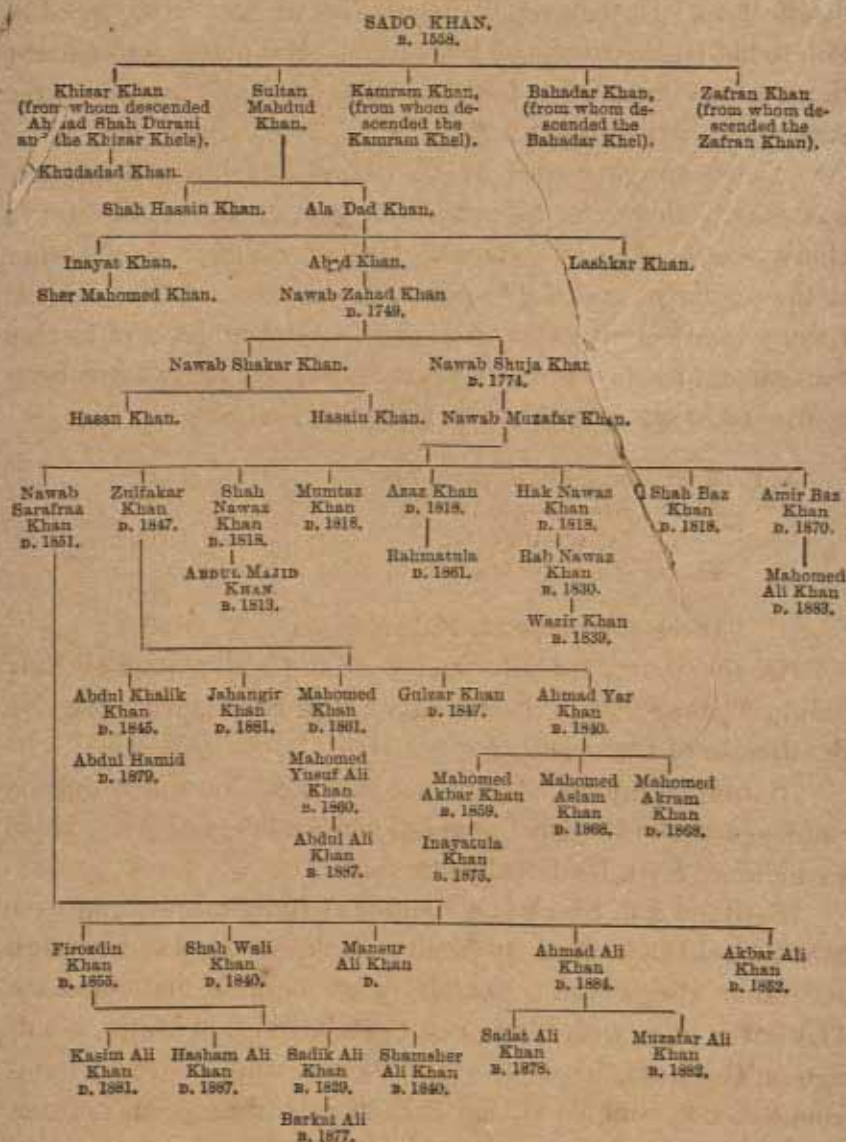 SADO KHAN.
B. 1558.
Khizar Khan
(from whom descended
Ahmad Shah Durani
and the Khizar Khels).
Sultan
Mahdud
Khan.
Kamram Khan,
(from whom de-
scended the
Kamram Khel).
Bahadar Khan,
(from whom de-
scended the
Bahadar Khel).
Zafran Khan
(from whom de-
scended the
Zafran Khan).
Khudadad Khan.
Shah Hasain Khan.
Ala Dad Khan.
Inayat Khan.
Abid Khan.
Lashkar Khan.
Sher Mahomed Khan.
Nawab Zahad Khan
D. 1749.
Nawab Shakar Khan.
Nawab Shuja Khan
D. 1774.
Hassn Khan.
Hasain Khan.
Nawab Muzafar Khan.
Nawab
Sarafraz
Khan
D. 1851.
Zulfakar
Khan
D. 1847.
Shah
Nawaz
Khan
D. 1818.
Mumtaz
Khan
D. 1818.
Azaz Khan
D. 1818.
Hak Nawaz
Khan
D. 1818.
Shah Baz
Khan
D. 1818.
Amir Baz
Khan
D. 1870.
ABDUL MAJID
KHAN.
B. 1813.
Rahmatula
D. 1861.
Rab Nawaz
Khan
B. 1830.
Wazir Khan
B. 1839.
Mahomed
Ali Khan
D. 1883.
Abdul Khalik
Khan
D. 1845.
Jahangir
Khan
D. 1881.
Mahomed
Khan
D. 1861.
Gulzar Khan
D. 1847.
Ahmad Yar
Khan
B. 1840.
Abdul Hamid
D. 1879.
Mahomed
Yusuf Ali
Khan
B. 1860.
Abdul Ali
Khan
B. 1887.
Mahomed
Akbar Khan
B. 1859.
Mahomed
Aslam
Khan
D. 1868.
Mahomed
Akram
Khan
D. 1868.
Inayatula
Khan
B. 1875.
Firozdin
Khan
D. 1855.
Shah Wali
Khan
D. 1840.
Mansur
Ali Khan
D.
Ahmad Ali
Khan
D. 1884.
Akbar Ali
Khan
D. 1852.
Kasim Ali
Khan
D. 1881.
Hasham Ali
Khan
D. 1887.
Sadik Ali
Khan
B. 1829.
Shamsher
Ali Khan
B. 1840.
Sadat Ali
Khan
B. 1878.
Muzafar Ali
Khan
B. 1882.
Barkat Ali
B. 1877.